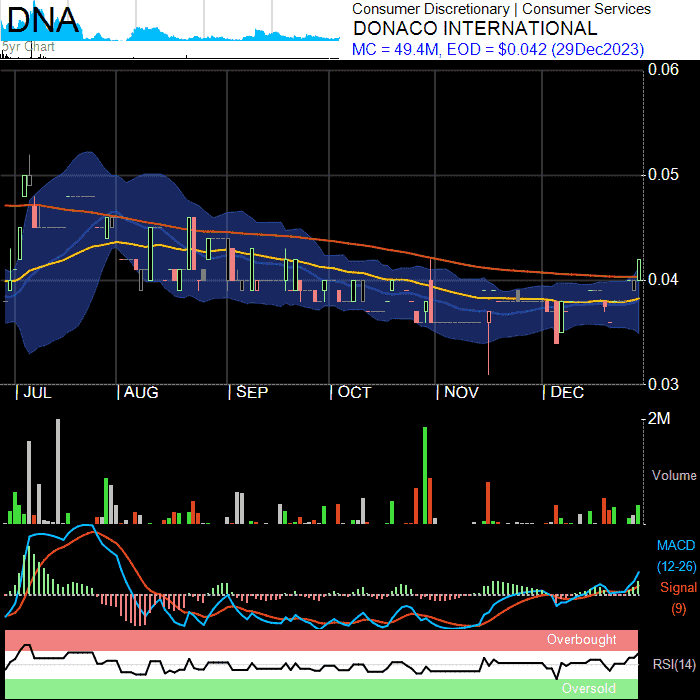 DNA
5yr Chart
Consumer Discretionary | Consumer Services
DONACO INTERNATIONAL
MC = 49.4M, EOD = $0.042 (29Dec2023)
0.06
0.05
0.04
0.03
| JUL | AUG | SEP | OCT | NOV | DEC
2M
Volume
MACD
(12-26)
Signal
(9)
Overbought
RSI(14)
Oversold